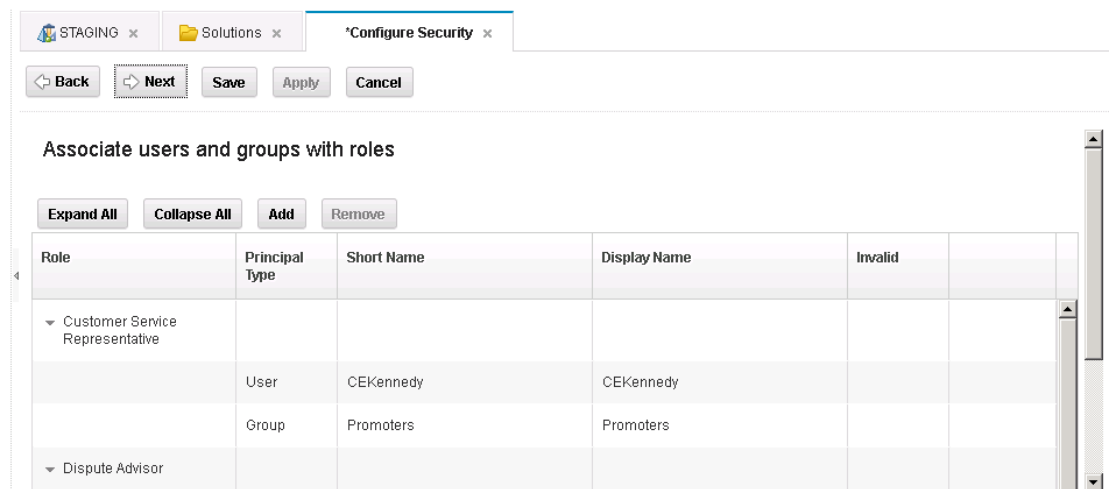 STAGING × Solutions × *Configure Security ×
Back Next Save Apply Cancel
Associate users and groups with roles
Expand All Collapse All Add Remove
Role Principal Type Short Name Display Name Invalid
Customer Service Representative
User CEKennedy CEKennedy
Group Promoters Promoters
Dispute Advisor